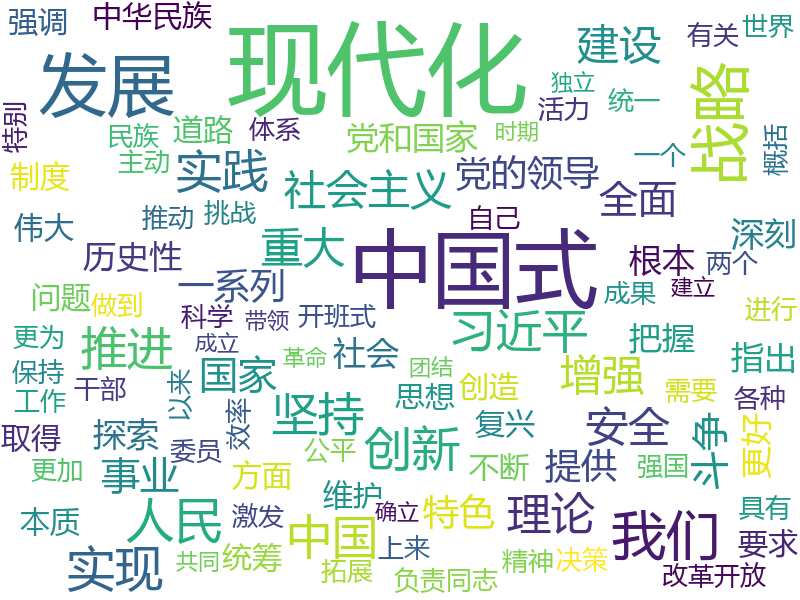 强调
中华民族
现代化
建设
有关
世界
发展
独立
活力
统一
战略
特别
民族
道路
体系
党和国家
时期
主动
制度
实践
社会主义
党的领导
一个
概括
全面
伟大
推动
挑战
自己
深刻
历史性
重大
中国式
根本
两个
一系列
问题
做到
科学
带领
开班式
成果
建立
进行
更为
推进
成立
革命
社会
习近平
把握
指出
保持
干部
国家
团结
增强
工作
以来
思想
创造
需要
各种
取得
探索
效率
坚持
复兴
安全
斗争
更好
委员
公平
创新
更加
事业
方面
不断
提供
强国
维护
本质
人民
激发
确立
特色
理论
我们
具有
中国
上来
要求
实现
共同
统筹
拓展
负责同志
精神
决策
改革开放